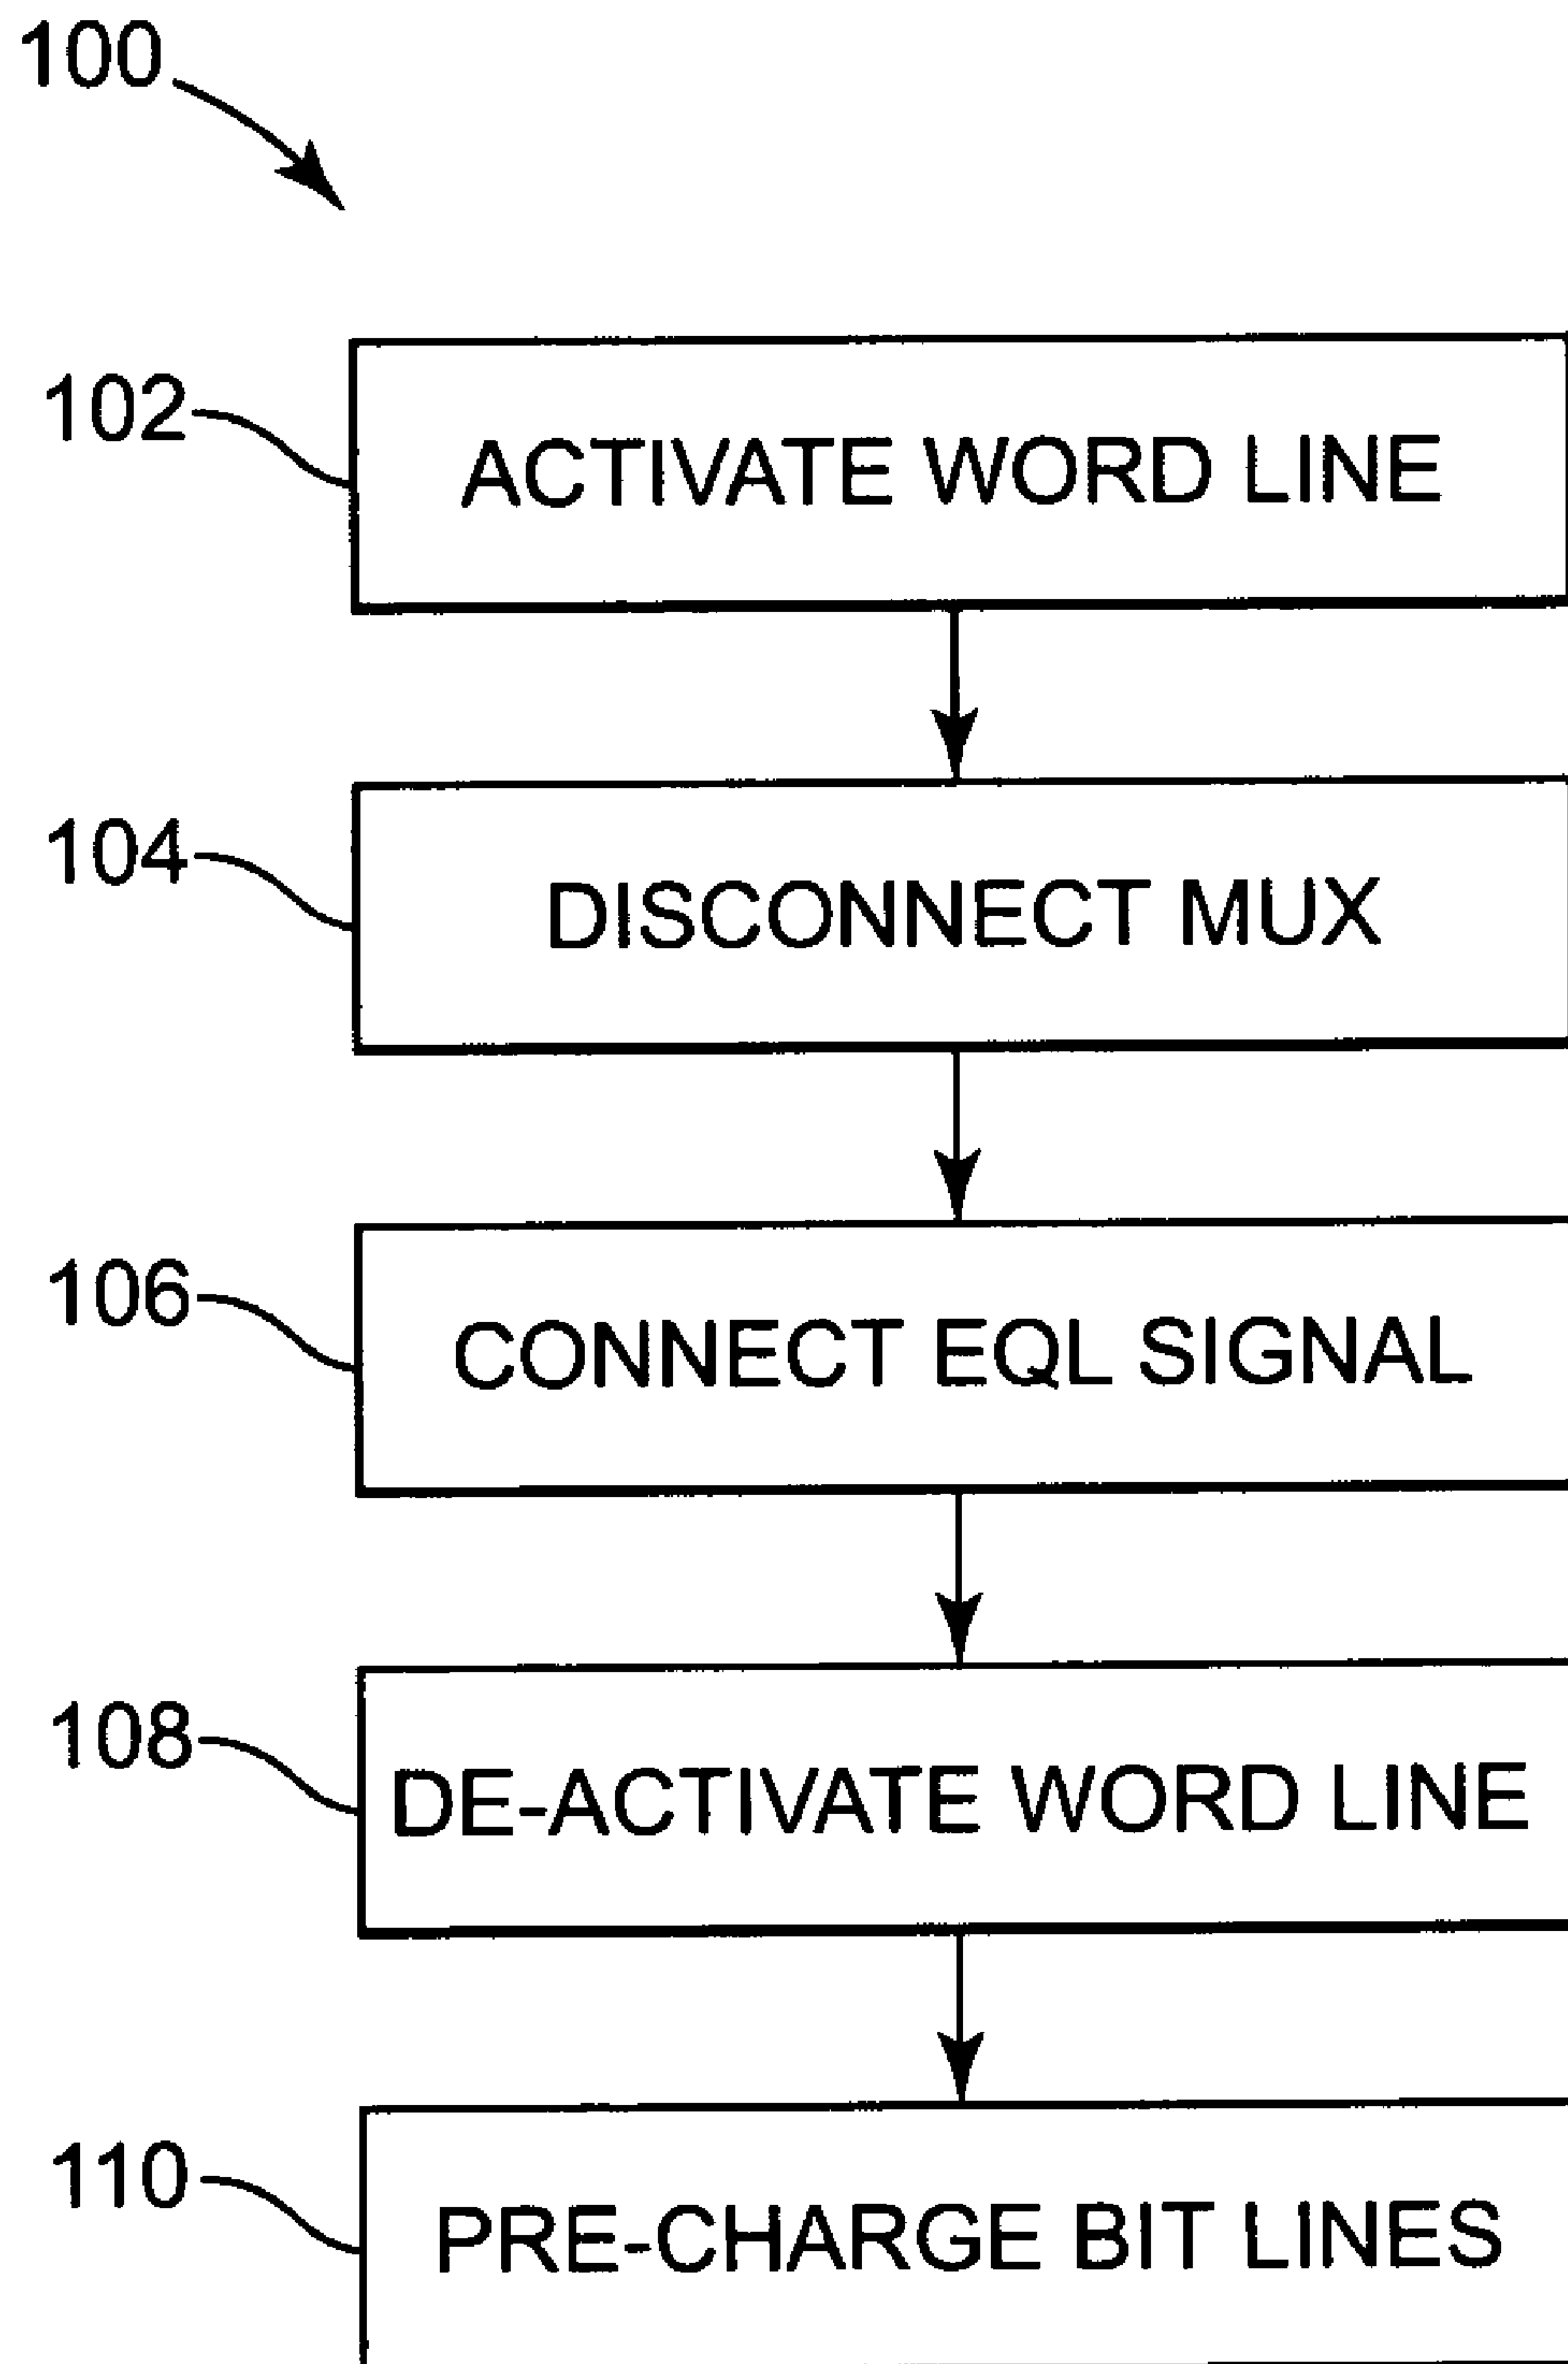 100
102 ACTIVATE WORD LINE
104 DISCONNECT MUX
106 CONNECT EQL SIGNAL
108 DE-ACTIVATE WORD LINE
110 PRE-CHARGE BIT LINES